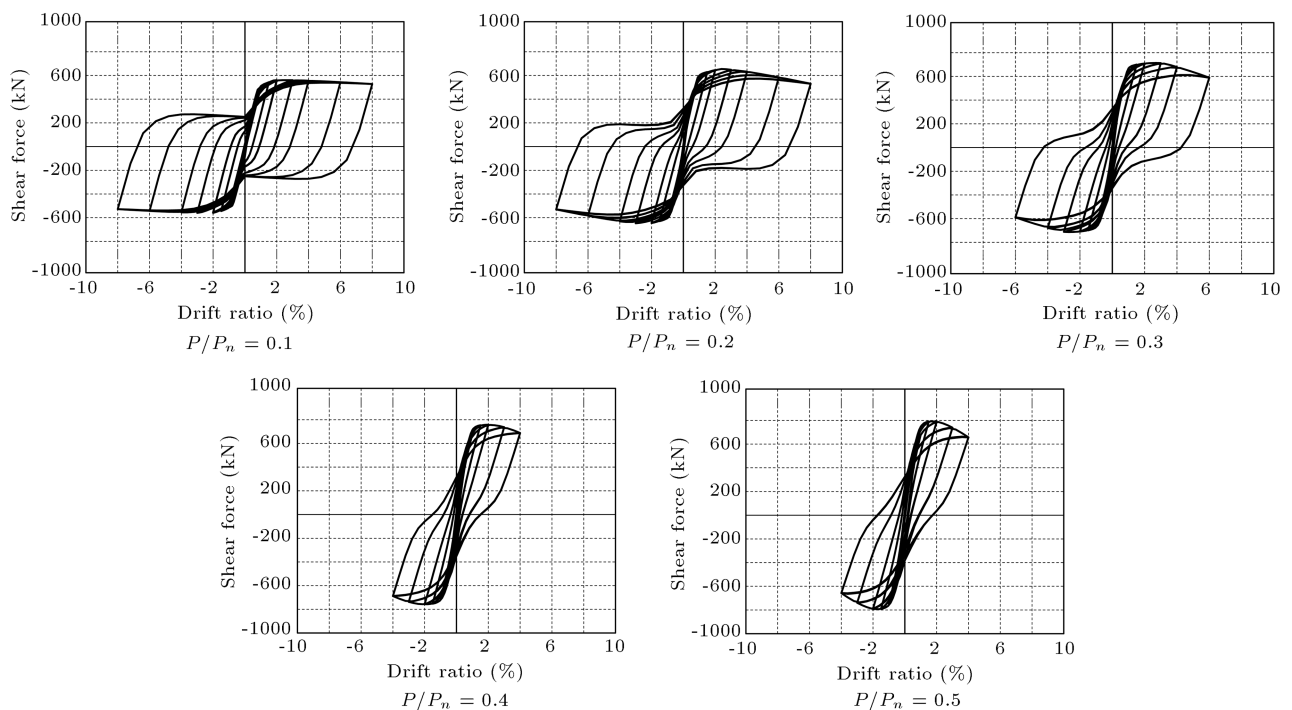 1000
600
200
-200
-600
-1000
-10 -6 -2 2 6 10
Shear force (kN)
Drift ratio (%)
P/Pn = 0.1
1000
600
200
-200
-600
-1000
-10 -6 -2 2 6 10
Shear force (kN)
Drift ratio (%)
P/Pn = 0.2
1000
600
200
-200
-600
-1000
-10 -6 -2 2 6 10
Shear force (kN)
Drift ratio (%)
P/Pn = 0.3
1000
600
200
-200
-600
-1000
-10 -6 -2 2 6 10
Shear force (kN)
Drift ratio (%)
P/Pn = 0.4
1000
600
200
-200
-600
-1000
-10 -6 -2 2 6 10
Shear force (kN)
Drift ratio (%)
P/Pn = 0.5